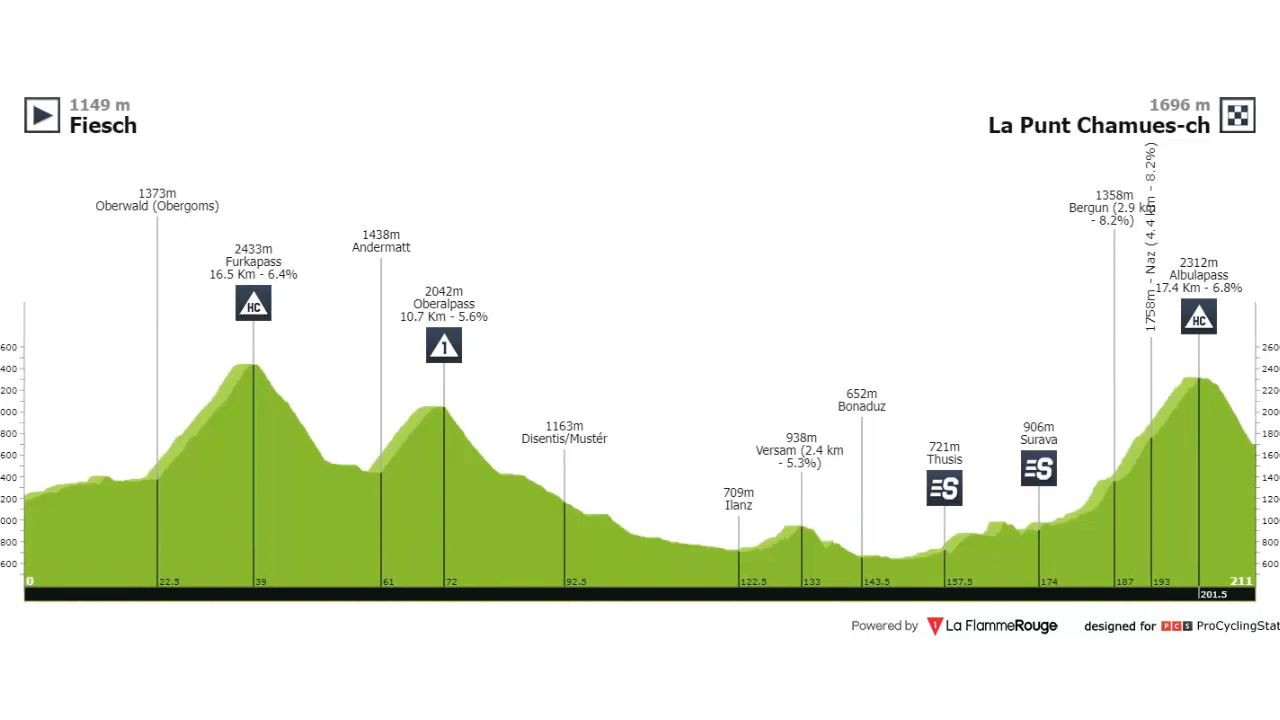 1149 m
Fiesch
1696 m
La Punt Chamues-ch
1373m
Oberwald (Obergoms)
2433m
Furkapass
16.5 Km - 6.4%
HC
1438m
Andermatt
2042m
Oberalpass
10.7 Km - 5.6%
1
1163m
Disentis/Mustér
709m
Ilanz
938m
Versam (2.4 km
- 5.3%)
652m
Bonaduz
721m
Thusis
S
906m
Surava
S
1358m
Bergun (2.9 km
- 8.2%)
1758m - Naz (4.4 km - 8.2%)
2312m
Albulapass
17.4 Km - 6.8%
HC
600
400
200
000
800
600
400
200
000
800
600
2600
2400
2200
2000
1800
1600
1400
1200
100
800
600
0
22.5
39
61
72
92.5
122.5
133
143.5
157.5
174
187
193
211
201.5
Powered by La FlammeRouge
designed for PCS ProCyclingStat